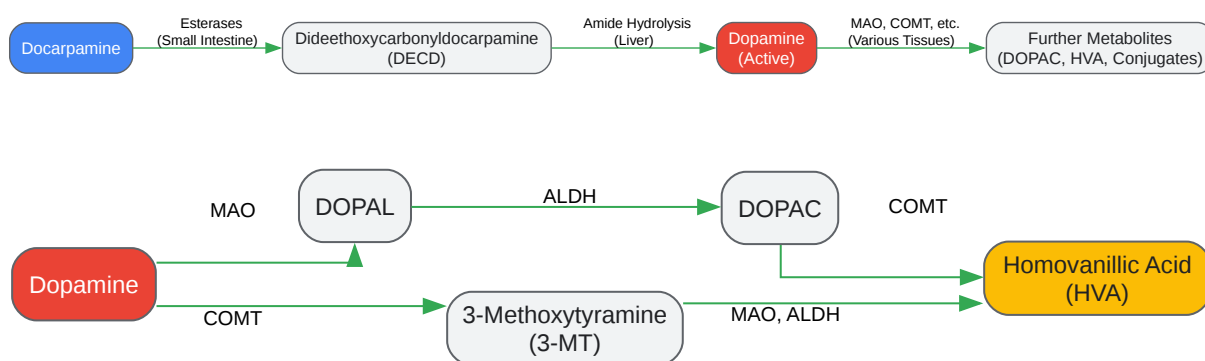 Docarpamine
Esterases
(Small Intestine)
Dideethoxycarbonyldocarpamine
(DECD)
Amide Hydrolysis
(Liver)
Dopamine
(Active)
MAO, COMT, etc.
(Various Tissues)
Further Metabolites
(DOPAC, HVA, Conjugates)
MAO
DOPAL
ALDH
DOPAC
COMT
Dopamine
COMT
3-Methoxytyramine
(3-MT)
MAO, ALDH
Homovanillic Acid
(HVA)